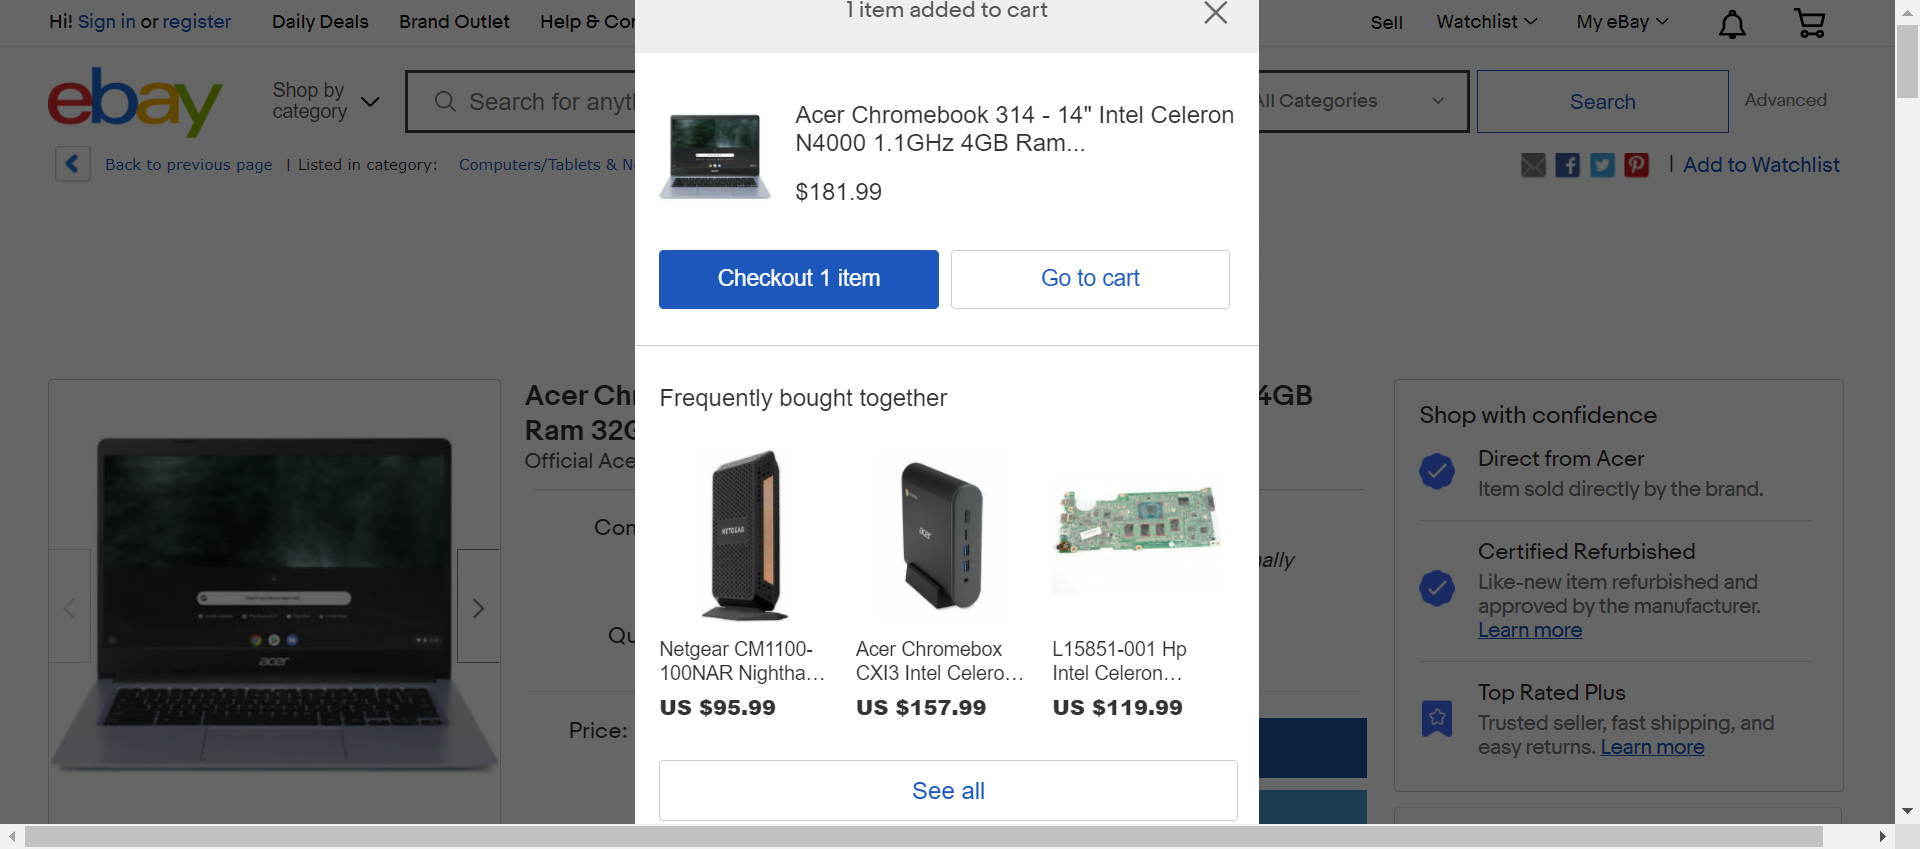 Hi! Sign in or register
Daily Deals
Brand Outlet
Help & Con
1 item added to cart
Sell
Watchlist
My eBay
ebay
Shop by
category
Search for anyth
All Categories
Search
Advanced
Back to previous page
| Listed in category:
Computers/Tablets & N
| Add to Watchlist
Acer Chromebook 314 - 14" Intel Celeron
N4000 1.1GHz 4GB Ram...
$181.99
Checkout 1 item
Go to cart
Acer Chr
4GB
Ram 32G
Official Ace
Con
ally
Qu
Price:
Frequently bought together
NETGEAR
acer
Netgear CM1100-
100NAR Nightha...
US $95.99
Acer Chromebox
CXI3 Intel Celero...
US $157.99
L15851-001 Hp
Intel Celeron...
US $119.99
See all
acer
Shop with confidence
Direct from Acer
Item sold directly by the brand.
Certified Refurbished
Like-new item refurbished and
approved by the manufacturer.
Learn more
Top Rated Plus
Trusted seller, fast shipping, and
easy returns. Learn more